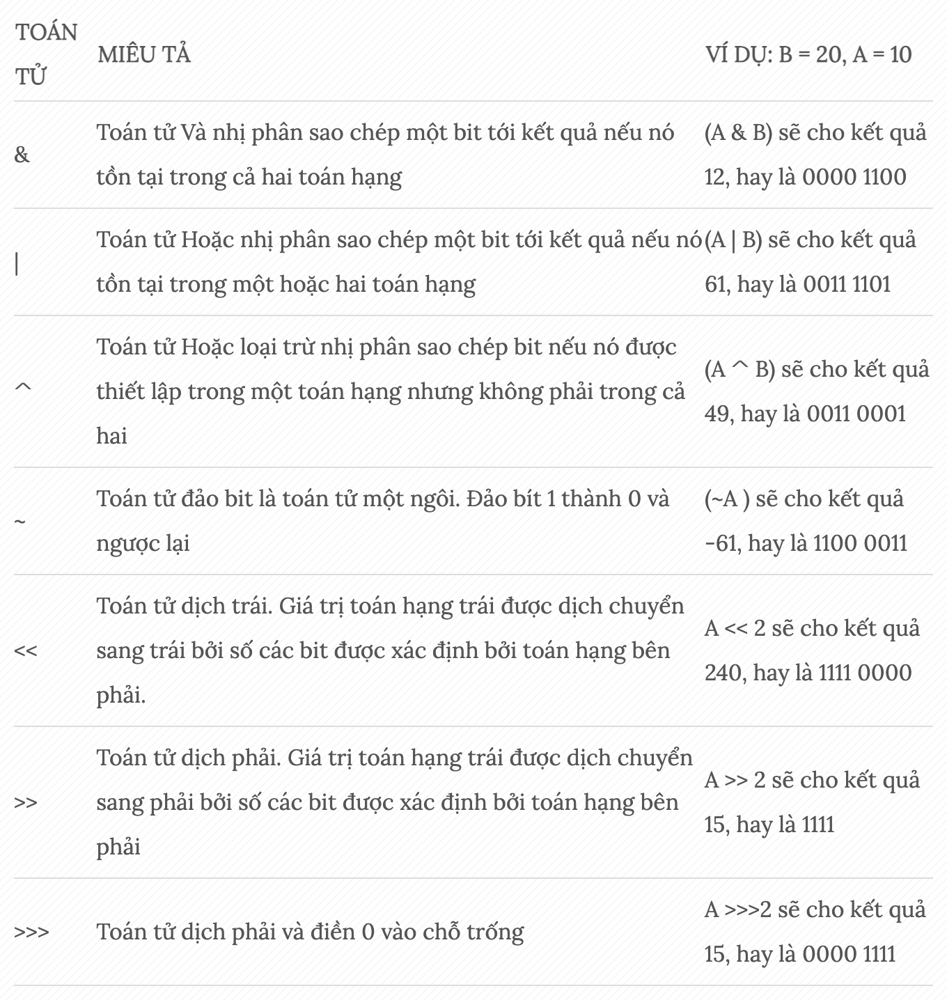 TOÁN
TỬ
MIÊU TẢ
VÍ DỤ: B = 20, A = 10
&
Toán tử Và nhị phân sao chép một bit tới kết quả nếu nó
tồn tại trong cả hai toán hạng
(A & B) sẽ cho kết quả
12, hay là 0000 1100
|
Toán tử Hoặc nhị phân sao chép một bit tới kết quả nếu nó
tồn tại trong một hoặc hai toán hạng
(A | B) sẽ cho kết quả
61, hay là 0011 1101
^
Toán tử Hoặc loại trừ nhị phân sao chép bit nếu nó được
thiết lập trong một toán hạng nhưng không phải trong cả
hai
(A ^ B) sẽ cho kết quả
49, hay là 0011 0001
~
Toán tử đảo bit là toán tử một ngôi. Đảo bít 1 thành 0 và
ngược lại
(~A ) sẽ cho kết quả
-61, hay là 1100 0011
<<
Toán tử dịch trái. Giá trị toán hạng trái được dịch chuyển
sang trái bởi số các bit được xác định bởi toán hạng bên
phải.
A << 2 sẽ cho kết quả
240, hay là 1111 0000
>>
Toán tử dịch phải. Giá trị toán hạng trái được dịch chuyển
sang phải bởi số các bit được xác định bởi toán hạng bên
phải
A >> 2 sẽ cho kết quả
15, hay là 1111
>>>
Toán tử dịch phải và điền 0 vào chỗ trống
A >>>2 sẽ cho kết quả
15, hay là 0000 1111